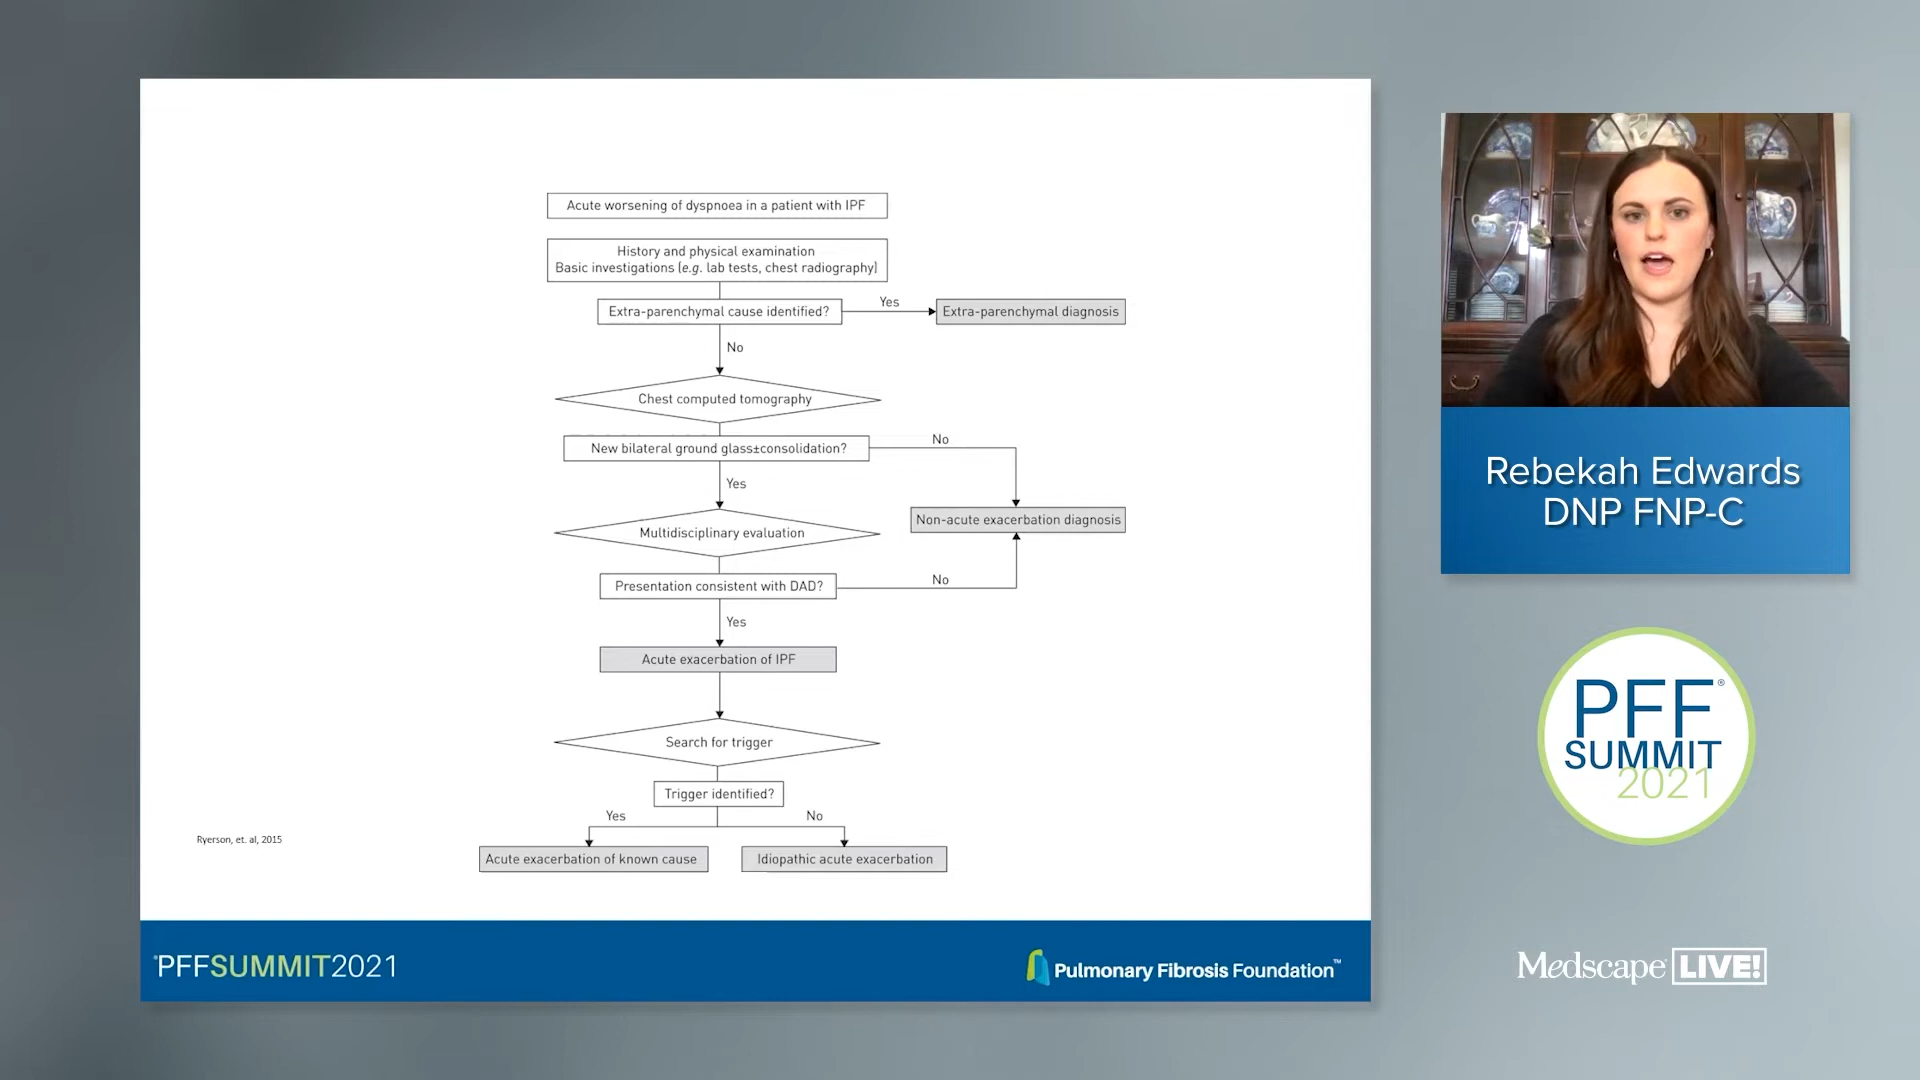 Acute worsening of dyspnoea in a patient with IPF
History and physical examination
Basic investigations (e.g. lab tests, chest radiography)
Extra-parenchymal cause identified?
Yes
Extra-parenchymal diagnosis
No
Chest computed tomography
New bilateral ground glass±consolidation?
No
Yes
Non-acute exacerbation diagnosis
Multidisciplinary evaluation
Presentation consistent with DAD?
No
Yes
Acute exacerbation of IPF
Search for trigger
Trigger identified?
Yes
No
Acute exacerbation of known cause
Idiopathic acute exacerbation
Ryerson, et. al, 2015
PFFSUMMIT2021
Pulmonary Fibrosis Foundation™
Rebekah Edwards
DNP FNP-C
PFF®
SUMMIT
2021
Medscape LIVE!